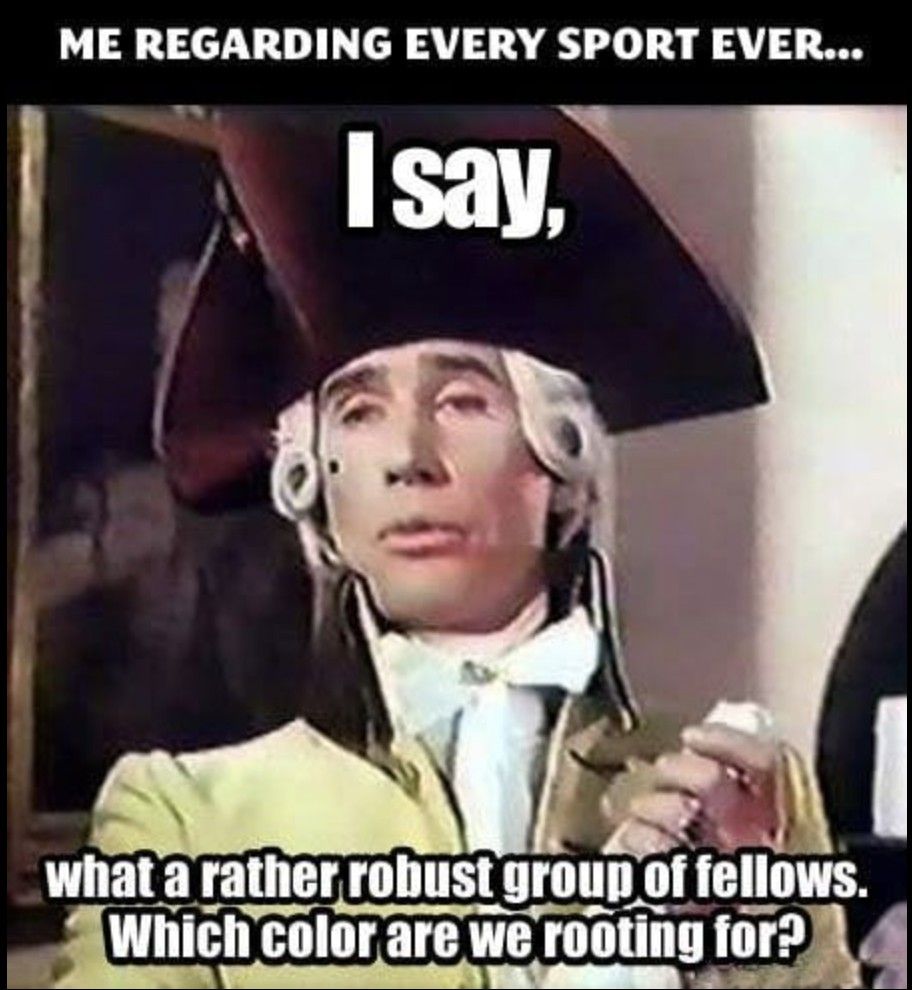 ME REGARDING EVERY SPORT EVER...
I say,
what a rather robust group of fellows.
Which color are we rooting for?